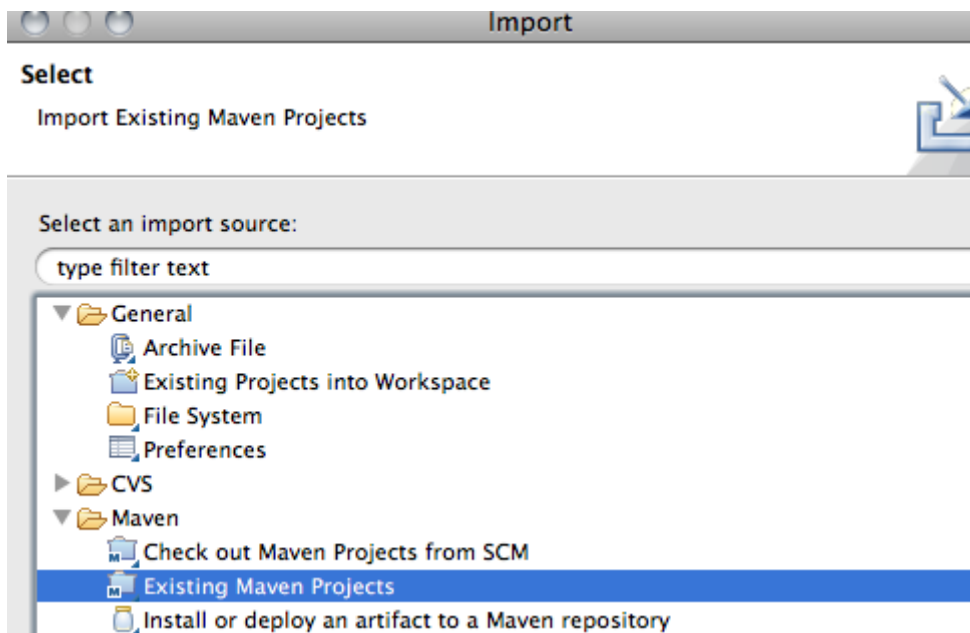 Import
Select
Import Existing Maven Projects
Select an import source:
type filter text
General
Archive File
Existing Projects into Workspace
File System
Preferences
CVS
Maven
Check out Maven Projects from SCM
M Existing Maven Projects
Install or deploy an artifact to a Maven repository